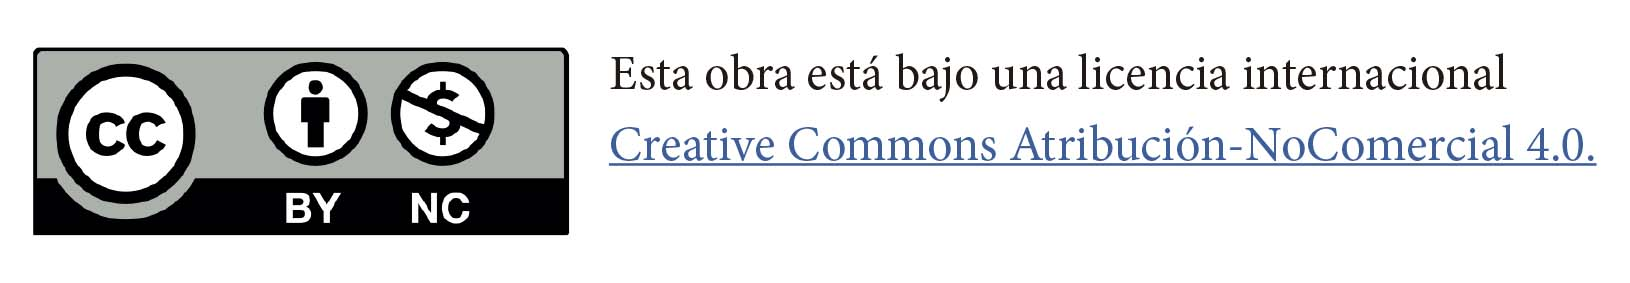 Esta obra está bajo una licencia internacional
Creative Commons Atribución-NoComercial 4.0.
CC
BY NC